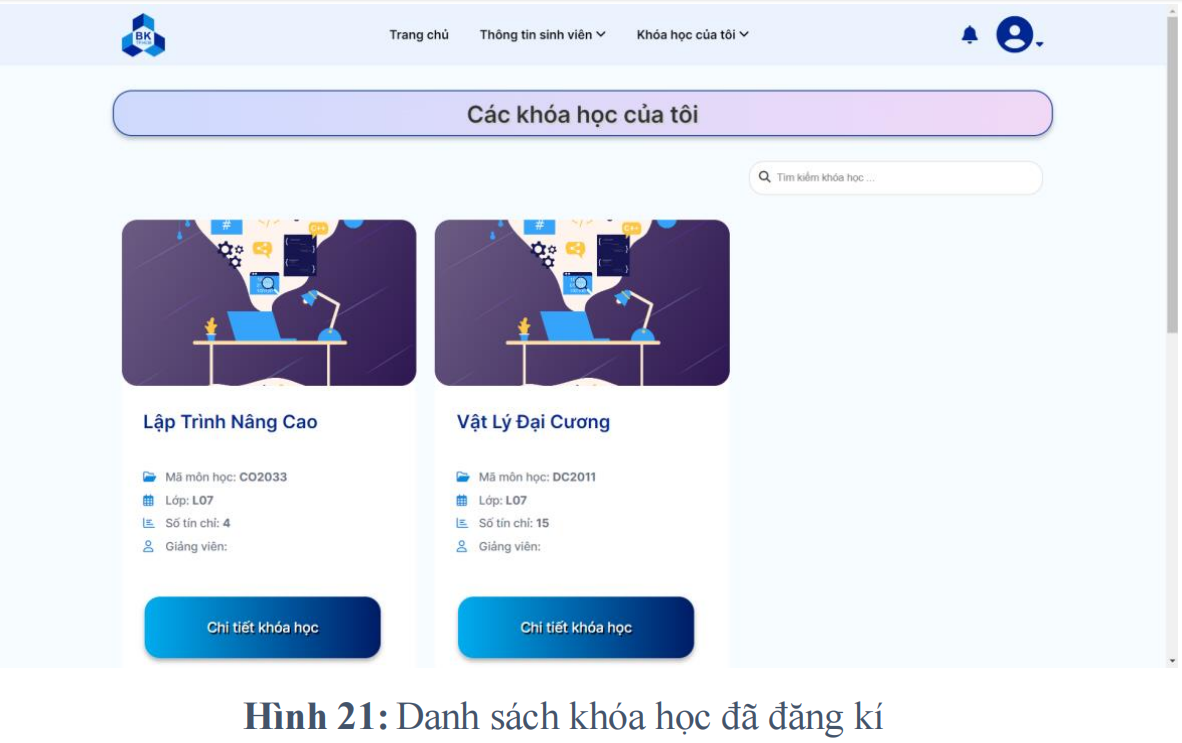 BK
Trang chủ Thông tin sinh viên Khóa học của tôi
Các khóa học của tôi
Tìm kiếm khóa học ...
# </> C++
# </> C++
Lập Trình Nâng Cao
Mã môn học: CO2033
Lớp: L07
Số tín chỉ: 4
Giảng viên:
Chi tiết khóa học
Vật Lý Đại Cương
Mã môn học: DC2011
Lớp: L07
Số tín chỉ: 15
Giảng viên:
Chi tiết khóa học
Hình 21: Danh sách khóa học đã đăng kí